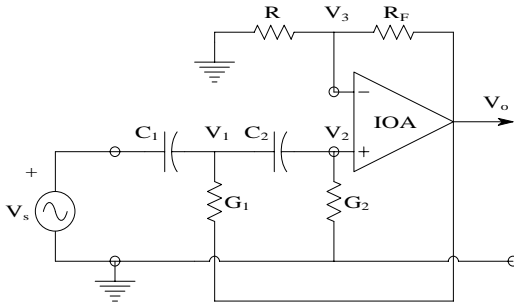 R V3 RF
− IOA Vo
C1 V1 C2 V2 +
+
Vs G1 G2